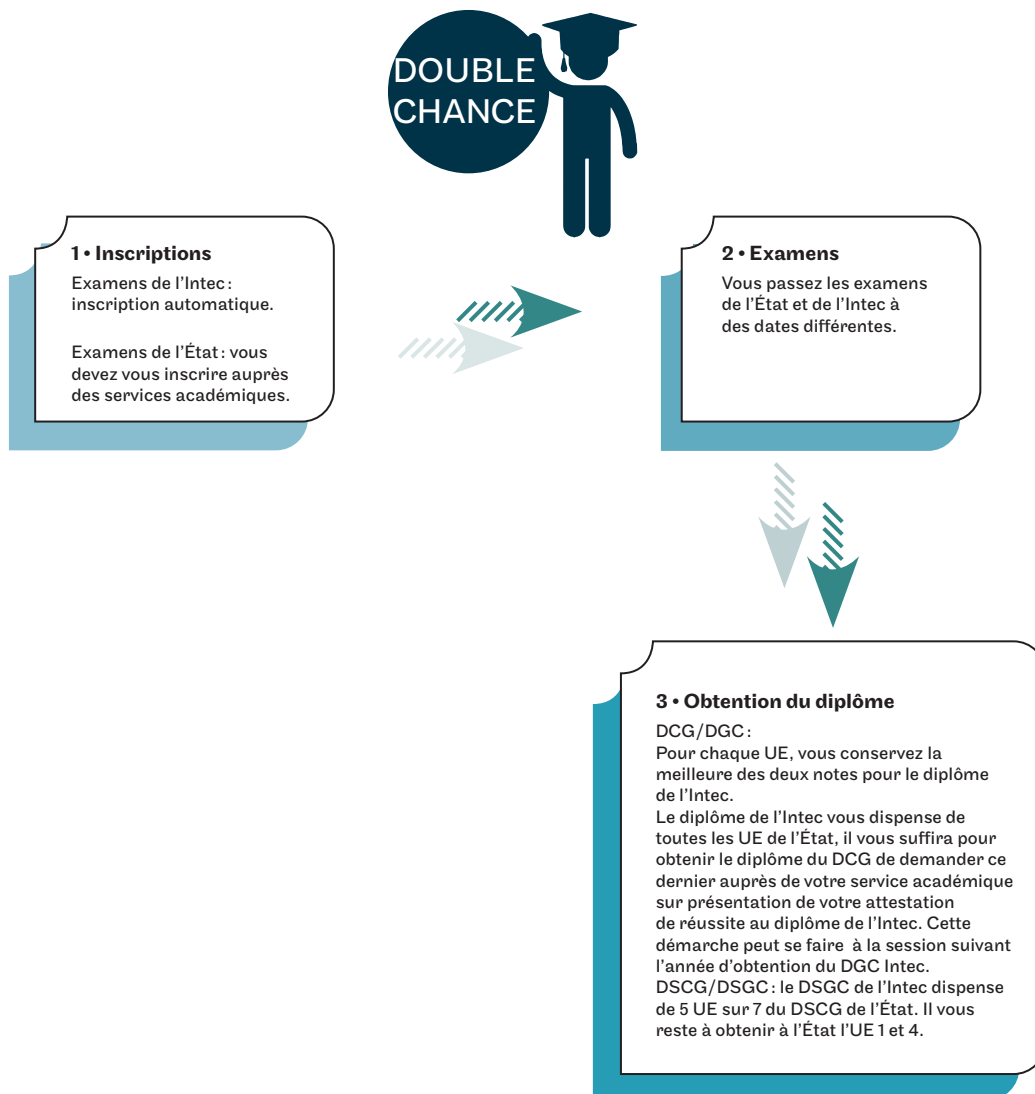 DOUBLE
CHANCE
1 • Inscriptions
Examens de l'Intec :
inscription automatique.
Examens de l'État : vous
devez vous inscrire auprès
des services académiques.
2 • Examens
Vous passez les examens
de l'État et de l'Intec à
des dates différentes.
3 • Obtention du diplôme
DCG/DGC :
Pour chaque UE, vous conservez la
meilleure des deux notes pour le diplôme
de l'Intec.
Le diplôme de l'Intec vous dispense de
toutes les UE de l'État, il vous suffira pour
obtenir le diplôme du DCG de demander ce
dernier auprès de votre service académique
sur présentation de votre attestation
de réussite au diplôme de l'Intec. Cette
démarche peut se faire à la session suivant
l'année d'obtention du DGC Intec.
DSCG/DSGC : le DSGC de l'Intec dispense
de 5 UE sur 7 du DSCG de l'État. Il vous
reste à obtenir à l'État l'UE 1 et 4.